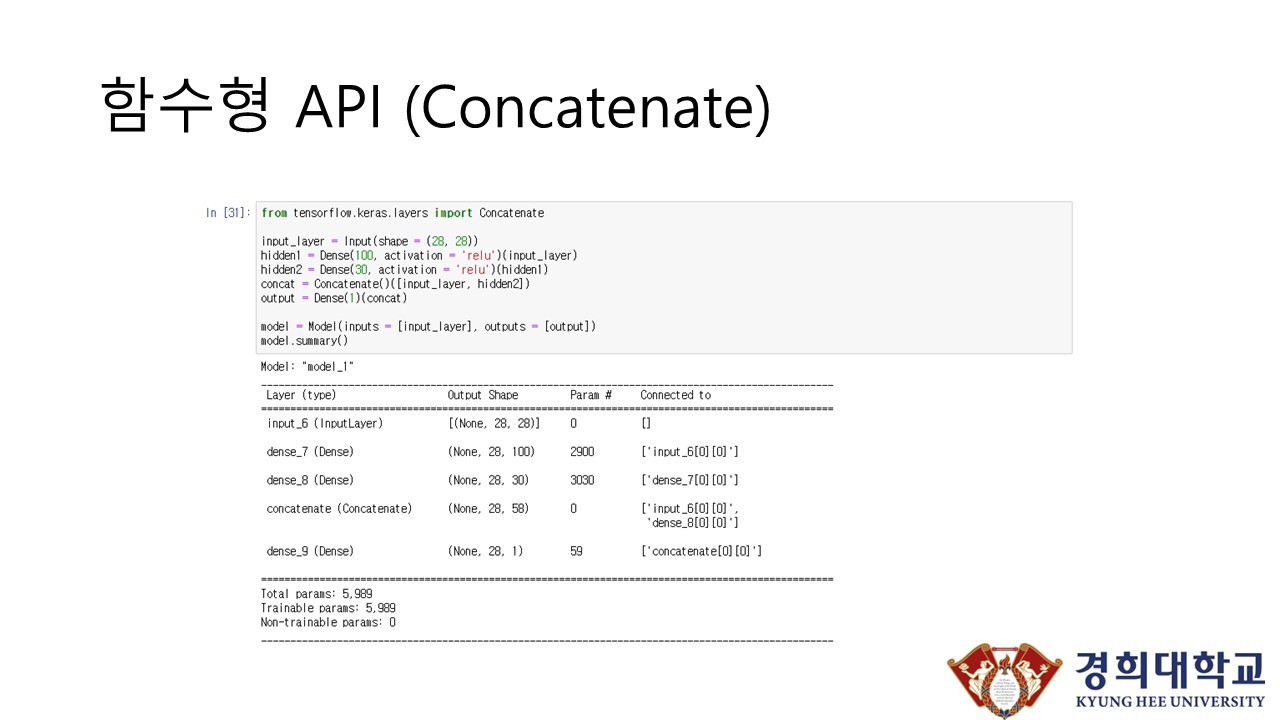 함수형 API (Concatenate)
In [31]:
from tensorflow.keras.layers import Concatenate
input_layer = Input(shape = (28, 28))
hidden1 = Dense(100, activation = 'relu')(input_layer)
hidden2 = Dense(30, activation = 'relu')(hidden1)
concat = Concatenate()([input_layer, hidden2])
output = Dense(1)(concat)
model = Model(inputs = [input_layer], outputs = [output])
model.summary()
Model: "model_1"
Layer (type) Output Shape Param # Connected to
input_6 (InputLayer) [(None, 28, 28)] 0 []
dense_7 (Dense) (None, 28, 100) 2900 ['input_6[0][0]']
dense_8 (Dense) (None, 28, 30) 3030 ['dense_7[0][0]']
concatenate (Concatenate) (None, 28, 58) 0 ['input_6[0][0]',
'dense_8[0][0]']
dense_9 (Dense) (None, 28, 1) 59 ['concatenate[0][0]']
Total params: 5,989
Trainable params: 5,989
Non-trainable params: 0
경희대학교
KYUNG HEE UNIVERSITY